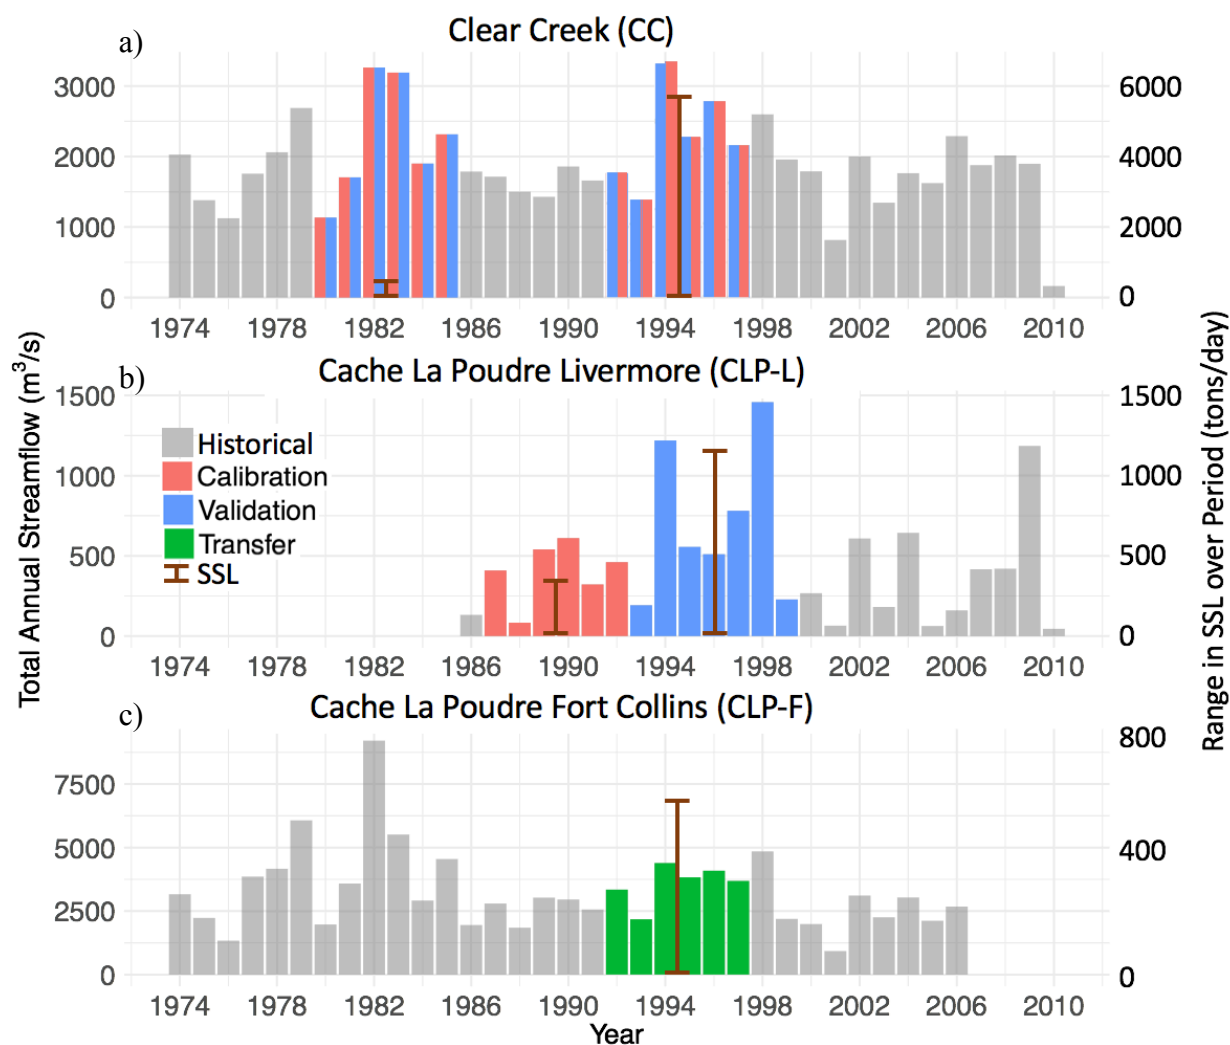 a)
Clear Creek (CC)
3000
2000
1000
0
6000
4000
2000
0
1974 1978 1982 1986 1990 1994 1998 2002 2006 2010
b)
Cache La Poudre Livermore (CLP-L)
1500
1000
500
0
1500
1000
500
0
Historical
Calibration
Validation
Transfer
SSL
1974 1978 1982 1986 1990 1994 1998 2002 2006 2010
c)
Cache La Poudre Fort Collins (CLP-F)
7500
5000
2500
0
800
400
0
1974 1978 1982 1986 1990 1994 1998 2002 2006 2010
Year
Total Annual Streamflow (m³/s)
Range in SSL over Period (tons/day)